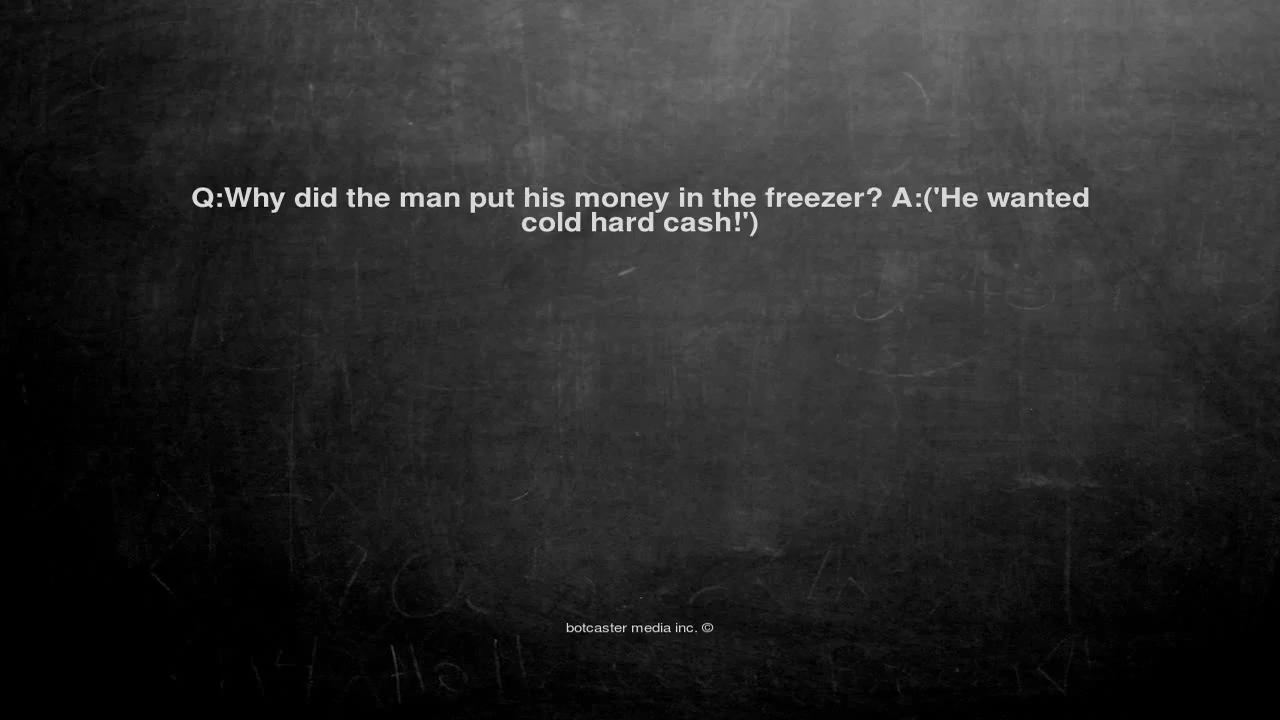 Q:Why did the man put his money in the freezer? A:('He wanted
cold hard cash!')
botcaster media inc. ©